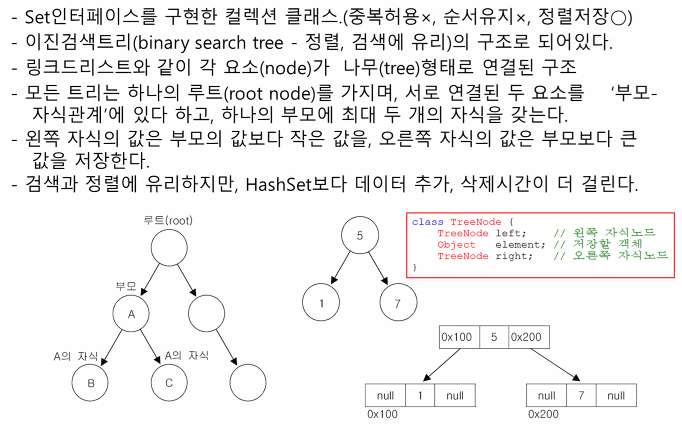 - Set인터페이스를 구현한 컬렉션 클래스.(중복허용×, 순서유지×, 정렬저장○)
- 이진검색트리(binary search tree - 정렬, 검색에 유리)의 구조로 되어있다.
- 링크드리스트와 같이 각 요소(node)가 나무(tree)형태로 연결된 구조
- 모든 트리는 하나의 루트(root node)를 가지며, 서로 연결된 두 요소를 ‘부모-
자식관계’에 있다 하고, 하나의 부모에 최대 두 개의 자식을 갖는다.
- 왼쪽 자식의 값은 부모의 값보다 작은 값을, 오른쪽 자식의 값은 부모보다 큰
값을 저장한다.
- 검색과 정렬에 유리하지만, HashSet보다 데이터 추가, 삭제시간이 더 걸린다.
루트(root)
부모
A
A의 자식
A의 자식
B
C
5
1
7
class TreeNode {
TreeNode left; // 왼쪽 자식노드
Object element; // 저장할 객체
TreeNode right; // 오른쪽 자식노드
}
0x100 5 0x200
null 1 null
0x100
null 7 null
0x200